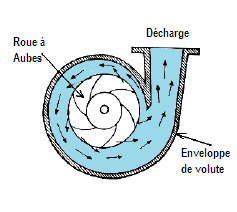 Décharge
Roue à
Aubes
Enveloppe
de volute